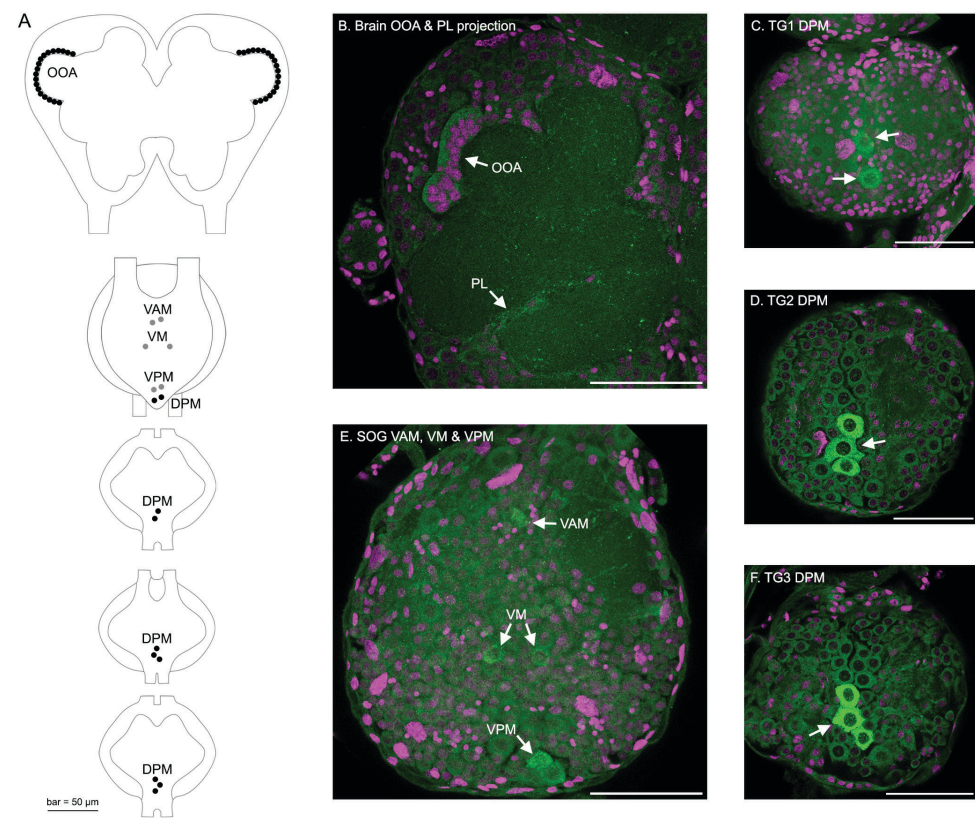 A
OOA
VAM
VM
VPM
DPM
DPM
DPM
DPM
bar = 50 µm
B. Brain OOA & PL projection
OOA
PL
E. SOG VAM, VM & VPM
VAM
VM
VPM
C. TG1 DPM
D. TG2 DPM
F. TG3 DPM